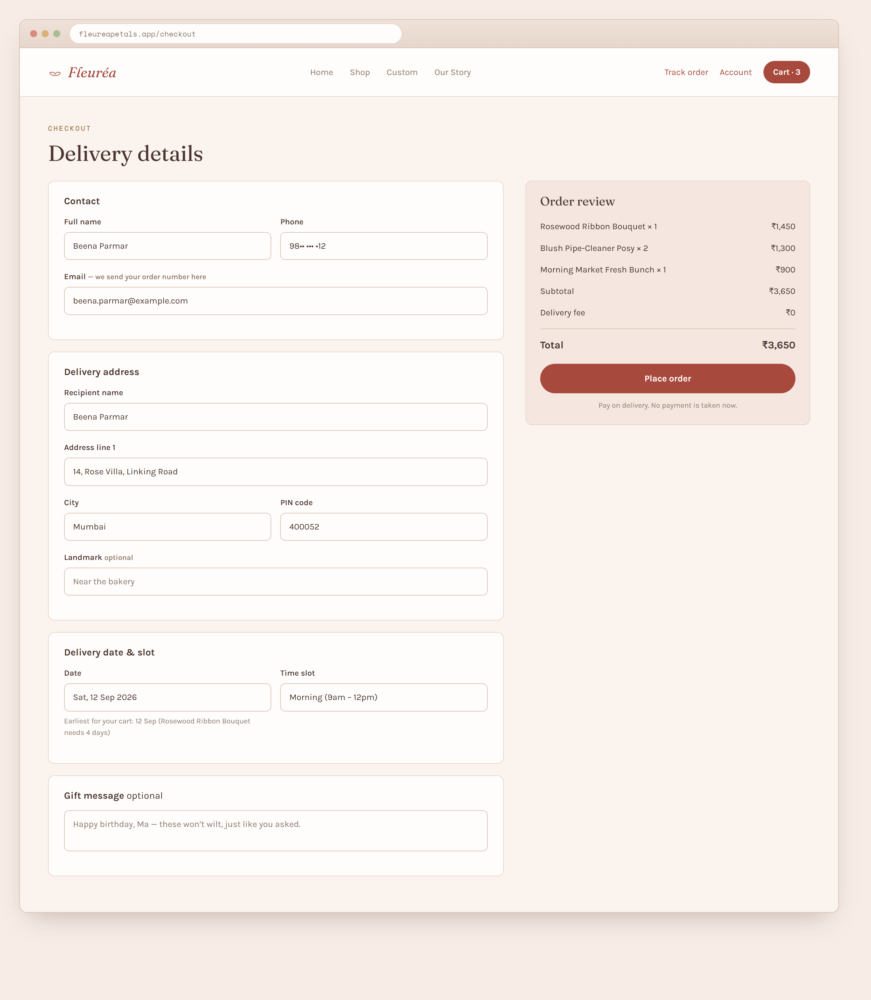 fleureapetals.app/checkout
Fleuréa
Home Shop Custom Our Story
Track order Account Cart · 3
CHECKOUT
Delivery details
Contact
Full name
Beena Parmar
Phone
98•• ••• •12
Email — we send your order number here
beena.parmar@example.com
Delivery address
Recipient name
Beena Parmar
Address line 1
14, Rose Villa, Linking Road
City
Mumbai
PIN code
400052
Landmark optional
Near the bakery
Delivery date & slot
Date
Sat, 12 Sep 2026
Earliest for your cart: 12 Sep (Rosewood Ribbon Bouquet
needs 4 days)
Time slot
Morning (9am – 12pm)
Gift message optional
Happy birthday, Ma — these won’t wilt, just like you asked.
Order review
Rosewood Ribbon Bouquet × 1 ₹1,450
Blush Pipe-Cleaner Posy × 2 ₹1,300
Morning Market Fresh Bunch × 1 ₹900
Subtotal ₹3,650
Delivery fee ₹0
Total ₹3,650
Place order
Pay on delivery. No payment is taken now.